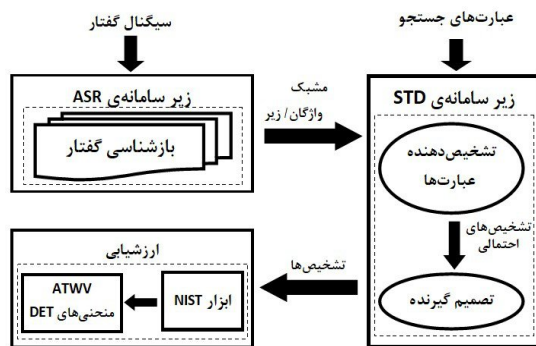 سیگنال گفتار
عبارت‌های جستجو
زیر سامانه‌ی ASR
بازشناسی گفتار
مشبک
واژگان/ زیر
زیر سامانه‌ی STD
تشخیص‌دهنده
عبارت‌ها
تشخیص‌های
احتمالی
تصمیم گیرنده
تشخیص‌ها
ارزشیابی
ابزار NIST
ATWV
منحنی‌های DET